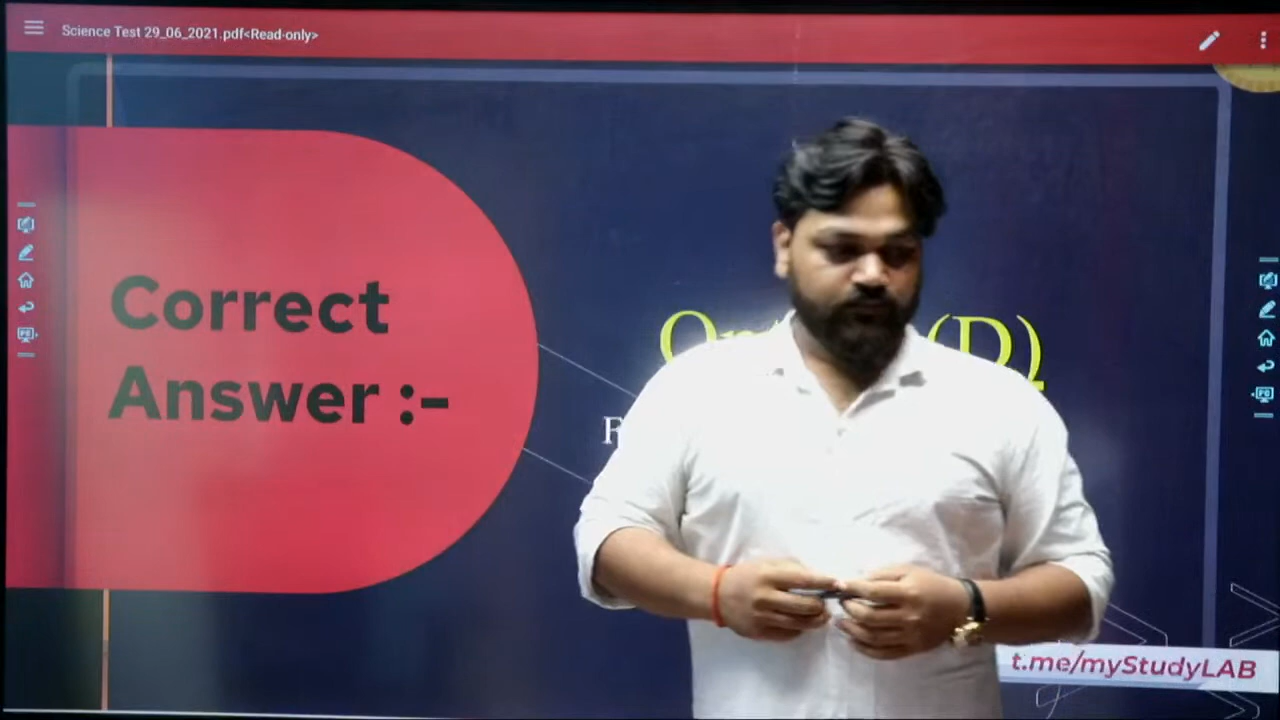 Science Test 29_06_2021.pdf<Read-only>
Correct
Answer :-
(D)
t.me/myStudyLAB